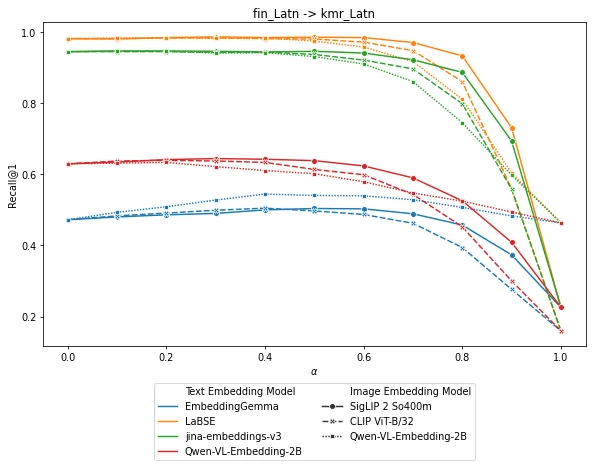 fin_Latn -> kmr_Latn
Recall@1
1.0
0.8
0.6
0.4
0.2
0.0 0.2 0.4 0.6 0.8 1.0
α
Text Embedding Model Image Embedding Model
EmbeddingGemma SigLIP 2 So400m
LaBSE CLIP ViT-B/32
jina-embeddings-v3 Qwen-VL-Embedding-2B
Qwen-VL-Embedding-2B